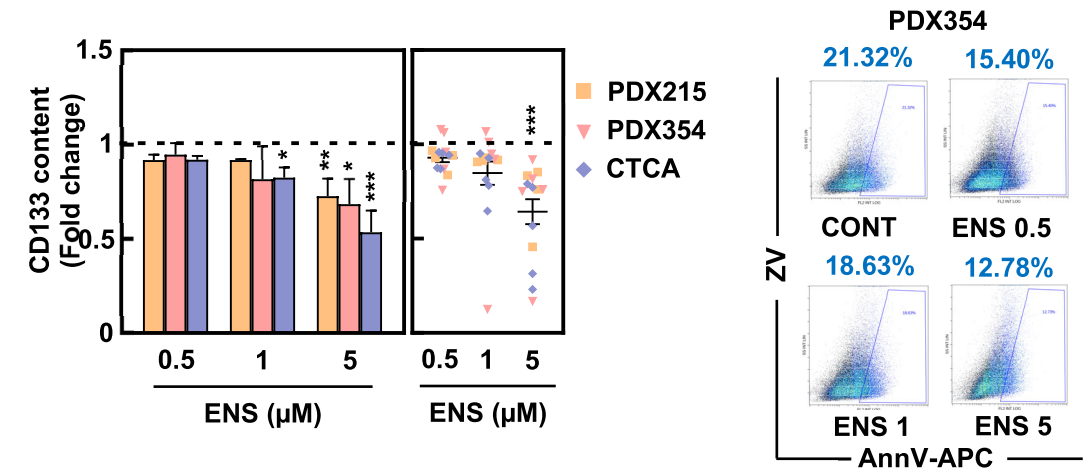 1.5
1
0.5
0
CD133 content
(Fold change)
**
*
*
***
***
0.5 1 5
ENS (μM)
0.5 1 5
ENS (μM)
PDX215
PDX354
CTCA
PDX354
21.32% 15.40%
CONT ENS 0.5
18.63% 12.78%
18.63%
ENS 1 ENS 5
ZV
AnnV-APC